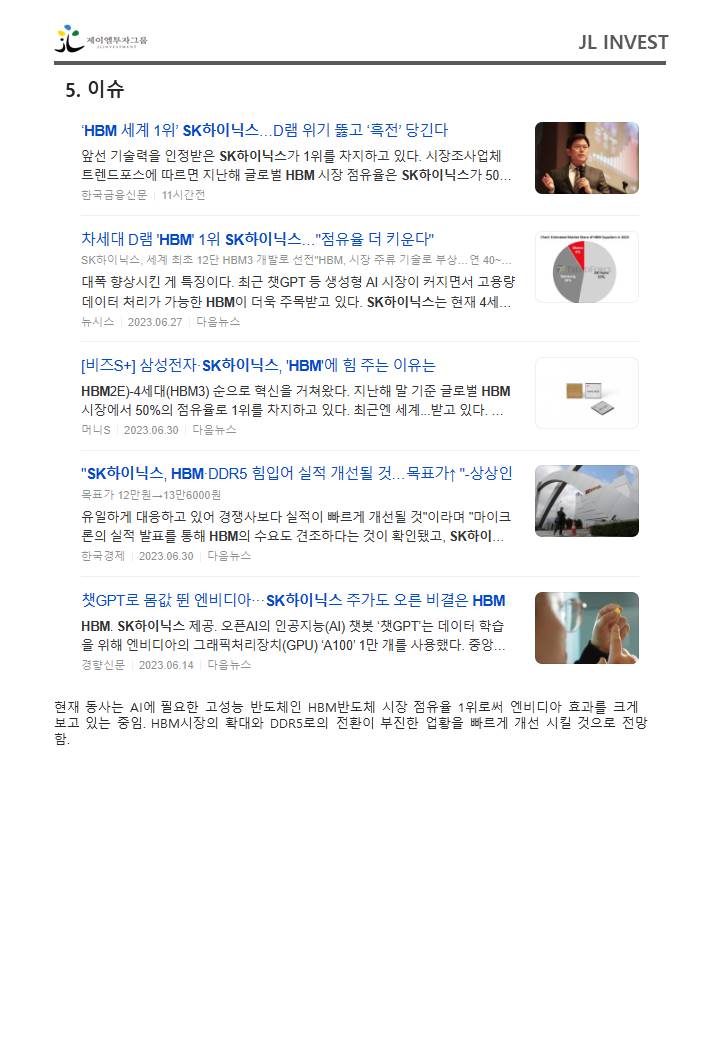 제이엘투자그룹
JL INVESTMENT
JL INVEST
5. 이슈
‘HBM 세계 1위’ SK하이닉스…D램 위기 뚫고 ‘흑전’ 당긴다
앞선 기술력을 인정받은 SK하이닉스가 1위를 차지하고 있다. 시장조사업체
트렌드포스에 따르면 지난해 글로벌 HBM 시장 점유율은 SK하이닉스가 50...
한국금융신문 | 11시간전
차세대 D램 'HBM' 1위 SK하이닉스…"점유율 더 키운다"
SK하이닉스, 세계 최초 12단 HBM3 개발로 선전"HBM, 시장 주류 기술로 부상…연 40~...
대폭 향상시킨 게 특징이다. 최근 챗GPT 등 생성형 AI 시장이 커지면서 고용량
데이터 처리가 가능한 HBM이 더욱 주목받고 있다. SK하이닉스는 현재 4세...
뉴시스 | 2023.06.27 | 다음뉴스
[비즈S+] 삼성전자·SK하이닉스, 'HBM'에 힘 주는 이유는
HBM2E)-4세대(HBM3) 순으로 혁신을 거쳐왔다. 지난해 말 기준 글로벌 HBM
시장에서 50%의 점유율로 1위를 차지하고 있다. 최근엔 세계...받고 있다. ...
머니S | 2023.06.30 | 다음뉴스
"SK하이닉스, HBM·DDR5 힘입어 실적 개선될 것…목표가↑"-상상인
목표가 12만원→13만6000원
유일하게 대응하고 있어 경쟁사보다 실적이 빠르게 개선될 것"이라며 "마이크
론의 실적 발표를 통해 HBM의 수요도 견조하다는 것이 확인됐고, SK하이...
한국경제 | 2023.06.30 | 다음뉴스
챗GPT로 몸값 뛴 엔비디아…SK하이닉스 주가도 오른 비결은 HBM
HBM. SK하이닉스 제공. 오픈AI의 인공지능(AI) 챗봇 ‘챗GPT’는 데이터 학습
을 위해 엔비디아의 그래픽처리장치(GPU) ‘A100’ 1만 개를 사용했다. 중앙...
경향신문 | 2023.06.14 | 다음뉴스
현재 동사는 AI에 필요한 고성능 반도체인 HBM반도체 시장 점유율 1위로써 엔비디아 효과를 크게
보고 있는 중임. HBM시장의 확대와 DDR5로의 전환이 부진한 업황을 빠르게 개선 시킬 것으로 전망
함.